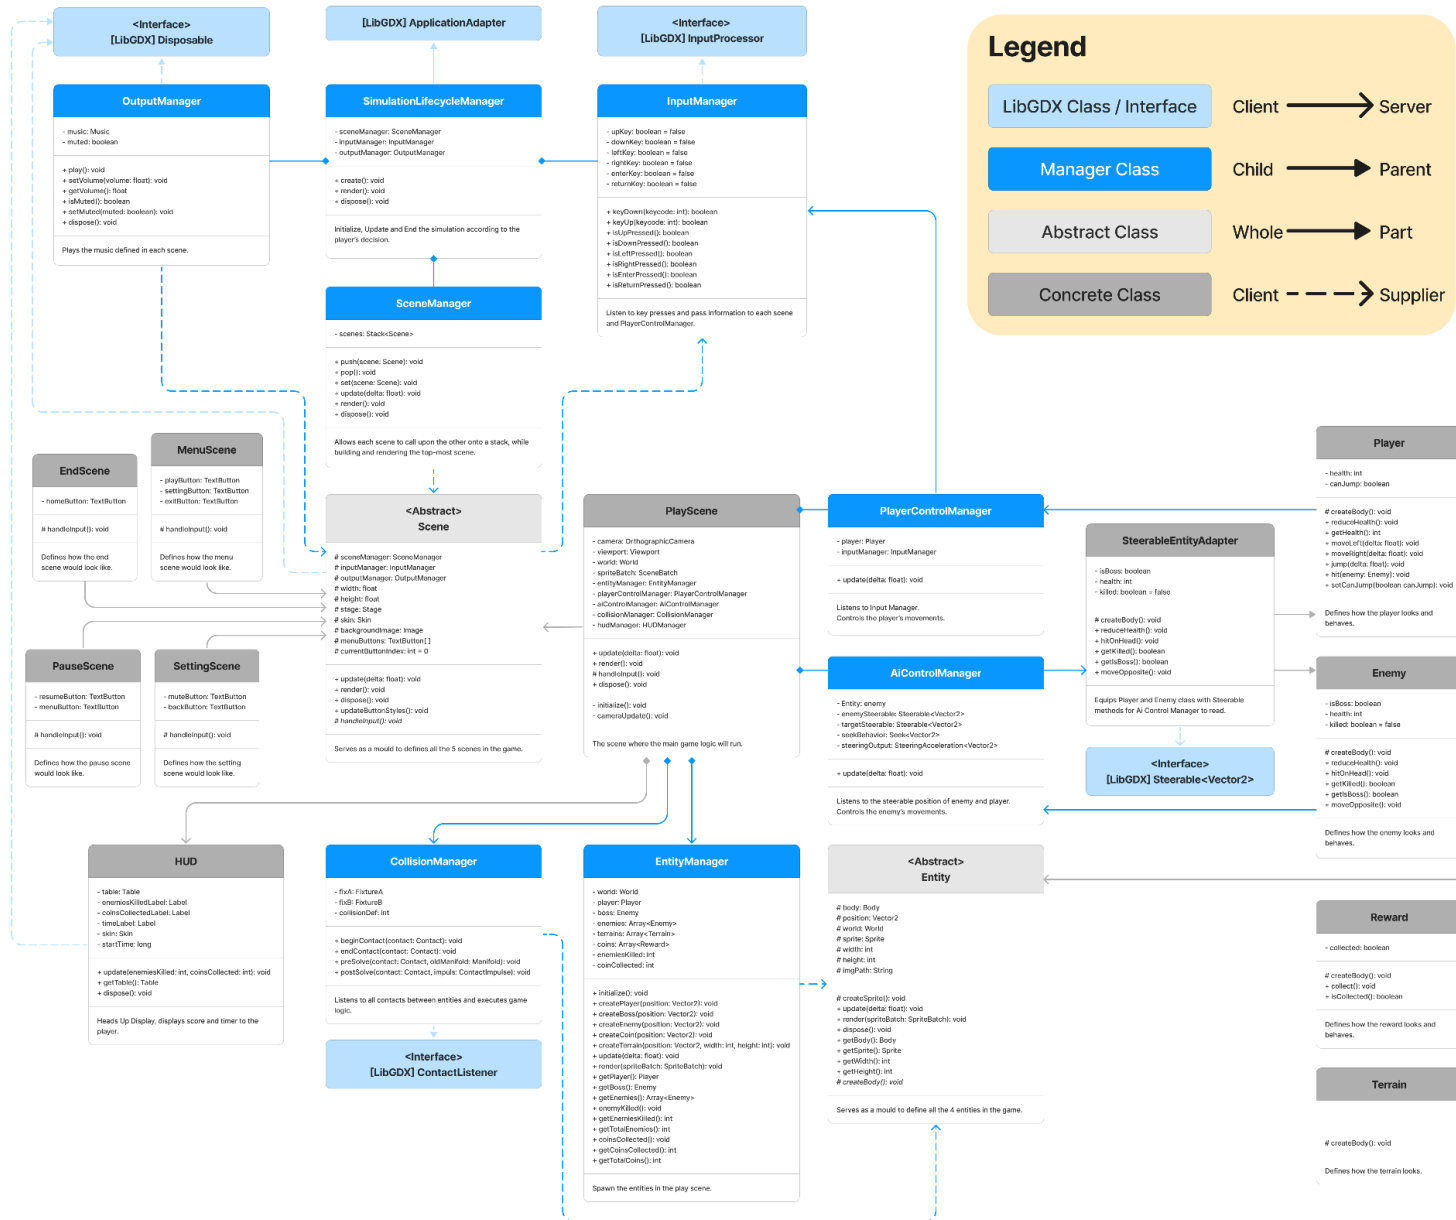 <Interface>
[LibGDX] Disposable
[LibGDX] ApplicationAdapter
<Interface>
[LibGDX] InputProcessor
Legend
LibGDX Class / Interface
Client
Server
Manager Class
Child
Parent
Abstract Class
Whole
Part
Concrete Class
Client
Supplier
OutputManager
- music: Music
- muted: boolean
+ play(): void
+ setVolume(volume: float): void
+ getVolume(): float
+ isMuted(): boolean
+ setMuted(muted: boolean): void
+ dispose(): void
Plays the music defined in each scene.
SimulationLifecycleManager
- sceneManager: SceneManager
- inputManager: InputManager
- outputManager: OutputManager
+ create(): void
+ render(): void
+ dispose(): void
Initialize, Update and End the simulation according to the
player's decision.
InputManager
- upKey: boolean = false
- downKey: boolean = false
- leftKey: boolean = false
- rightKey: boolean = false
- enterKey: boolean = false
- returnKey: boolean = false
+ keyDown(keycode: int): boolean
+ keyUp(keycode: int): boolean
+ isUpPressed(): boolean
+ isDownPressed(): boolean
+ isLeftPressed(): boolean
+ isRightPressed(): boolean
+ isEnterPressed(): boolean
+ isReturnPressed(): boolean
Listen to key presses and pass information to each scene
and PlayerControlManager.
SceneManager
- scenes: Stack<Scene>
+ push(scene: Scene): void
+ pop(): void
+ set(scene: Scene): void
+ update(delta: float): void
+ render(): void
+ dispose(): void
Allows each scene to call upon the other onto a stack, while
building and rendering the top-most scene.
EndScene
- homeButton: TextButton
# handleInput(): void
Defines how the end
scene would look like.
MenuScene
- playButton: TextButton
- settingButton: TextButton
- exitButton: TextButton
# handleInput(): void
Defines how the menu
scene would look like.
PauseScene
- resumeButton: TextButton
- menuButton: TextButton
# handleInput(): void
Defines how the pause scene
would look like.
SettingScene
- muteButton: TextButton
- backButton: TextButton
# handleInput(): void
Defines how the setting
scene would look like.
<Abstract>
Scene
# sceneManager: SceneManager
# inputManager: InputManager
# outputManager: OutputManager
# width: float
# height: float
# stage: Stage
# skin: Skin
# backgroundImage: Image
# menuButtons: TextButton[]
# currentButtonIndex: int = 0
+ update(delta: float): void
+ render(): void
+ dispose(): void
+ updateButtonStyles(): void
# handleInput(): void
Serves as a mould to defines all the 5 scenes in the game.
PlayScene
- camera: OrthographicCamera
- viewport: Viewport
- world: World
- spriteBatch: SceneBatch
- entityManager: EntityManager
- playerControlManager: PlayerControlManager
- aiControlManager: AiControlManager
- collisionManager: CollisionManager
- hudManager: HUDManager
+ update(delta: float): void
+ render(): void
# handleInput(): void
+ dispose(): void
- initialize(): void
- cameraUpdate(): void
The scene where the main game logic will run.
PlayerControlManager
- player: Player
- inputManager: InputManager
+ update(delta: float): void
Listens to Input Manager.
Controls the player's movements.
AiControlManager
- Entity: enemy
- enemySteerable: Steerable<Vector2>
- targetSteerable: Steerable<Vector2>
- seekBehavior: Seek<Vector2>
- steeringOutput: SteeringAcceleration<Vector2>
+ update(delta: float): void
Listens to the steerable position of enemy and player.
Controls the enemy's movements.
SteerableEntityAdapter
- isBoss: boolean
- health: int
- killed: boolean = false
# createBody(): void
+ reduceHealth(): void
+ hitOnHead(): void
+ getKilled(): boolean
+ getIsBoss(): boolean
+ moveOpposite(): void
Equips Player and Enemy class with Steerable
methods for Ai Control Manager to read.
<Interface>
[LibGDX] Steerable<Vector2>
Player
- health: int
- canJump: boolean
# createBody(): void
+ reduceHealth(): void
+ getHealth(): int
+ moveLeft(delta: float): void
+ moveRight(delta: float): void
+ jump(delta: float): void
+ hit(enemy: Enemy): void
+ setCanJump(boolean canJump): void
Defines how the player looks and
behaves.
Enemy
- isBoss: boolean
- health: int
- killed: boolean = false
# createBody(): void
+ reduceHealth(): void
+ hitOnHead(): void
+ getKilled(): boolean
+ getIsBoss(): boolean
+ moveOpposite(): void
Defines how the enemy looks and
behaves.
HUD
- table: Table
- enemiesKilledLabel: Label
- coinsCollectedLabel: Label
- timeLabel: Label
- skin: Skin
- startTime: long
+ update(enemiesKilled: int, coinsCollected: int): void
+ getTable(): Table
+ dispose(): void
Heads Up Display, displays score and timer to the
player.
CollisionManager
- fixA: FixtureA
- fixB: FixtureB
- collisionDef: int
+ beginContact(contact: Contact): void
+ endContact(contact: Contact): void
+ preSolve(contact: Contact, oldManifold: Manifold): void
+ postSolve(contact: Contact, impuls: ContactImpulse): void
Listens to all contacts between entities and executes game
logic.
<Interface>
[LibGDX] ContactListener
EntityManager
- world: World
- player: Player
- boss: Enemy
- enemies: Array<Enemy>
- terrains: Array<Terrain>
- coins: Array<Reward>
- enemiesKilled: int
- coinCollected: int
+ initialize(): void
+ createPlayer(position: Vector2): void
+ createBoss(position: Vector2): void
+ createEnemy(position: Vector2): void
+ createCoin(position: Vector2): void
+ createTerrain(position: Vector2, width: int, height: int): void
+ update(delta: float): void
+ render(spriteBatch: SpriteBatch): void
+ getPlayer(): Player
+ getBoss(): Enemy
+ getEnemies(): Array<Enemy>
+ enemyKilled(): void
+ getEnemiesKilled(): int
+ getTotalEnemies(): int
+ coinsCollected(): void
+ getCoinsCollected(): int
+ getTotalCoins(): int
Spawn the entities in the play scene.
<Abstract>
Entity
# body: Body
# position: Vector2
# world: World
# sprite: Sprite
# width: int
# height: int
# imgPath: String
# createSprite(): void
+ update(delta: float): void
+ render(spriteBatch: SpriteBatch): void
+ dispose(): void
+ getBody(): Body
+ getSprite(): Sprite
+ getWidth(): int
+ getHeight(): int
# createBody(): void
Serves as a mould to define all the 4 entities in the game.
Reward
- collected: boolean
# createBody(): void
+ collect(): void
+ isCollected(): boolean
Defines how the reward looks and
behaves.
Terrain
# createBody(): void
Defines how the terrain looks.